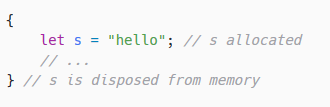 {
    let s = "hello"; // s allocated
    // ...
} // s is disposed from memory